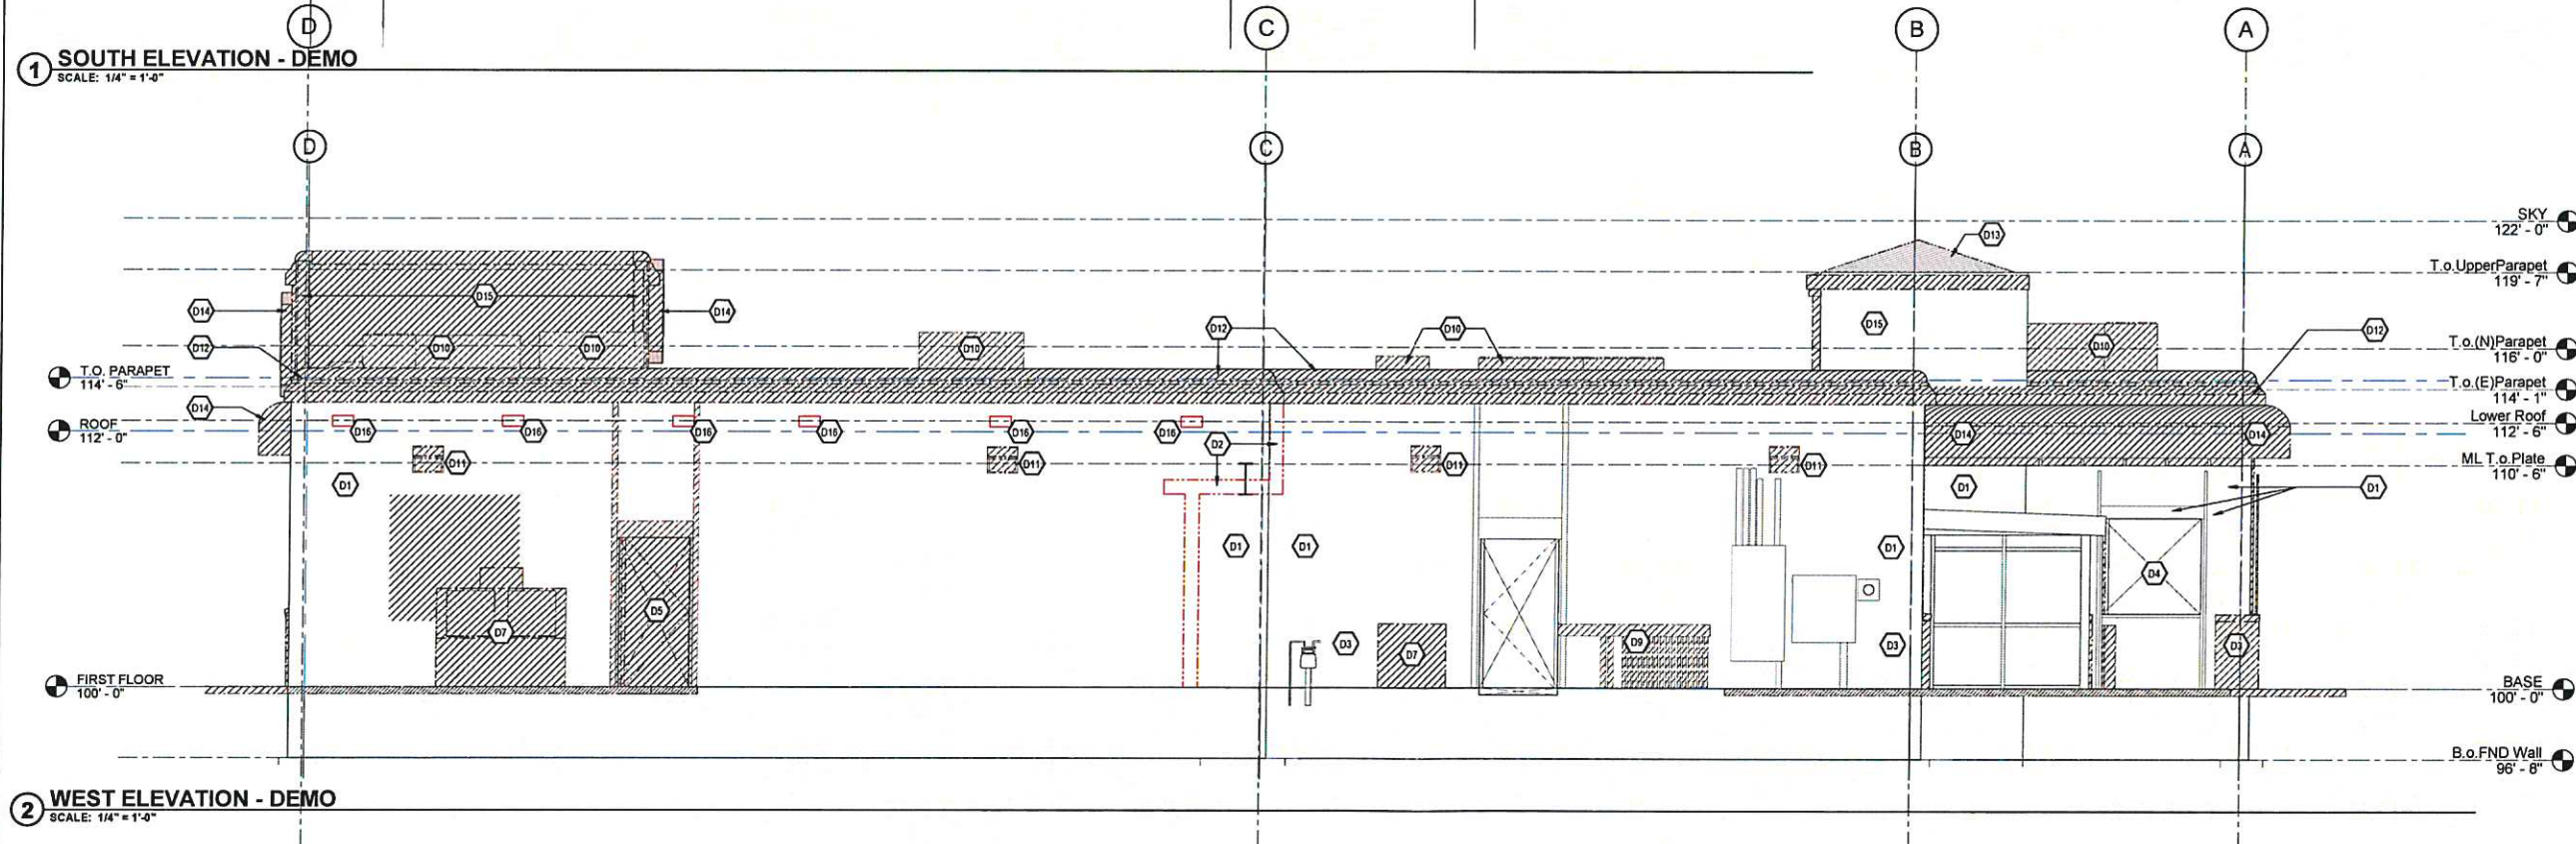 D C B A
1 SOUTH ELEVATION - DEMO
SCALE: 1/4" = 1'-0"
D C B A
SKY
122' - 0"
D13
T.o.UpperParapet
119' - 7"
D15
D14 D14
D12 D15 D12
D10
D10 D10 D10 D10
D12
T.o.(N)Parapet
116' - 0"
T.O. PARAPET
114' - 6"
T.o.(E)Parapet
114' - 1"
D14
Lower Roof
112' - 6"
ROOF
112' - 0"
D16 D16 D16 D16 D16 D16 D2 D14 D14
D11 D11 D11 D11
ML T.o.Plate
110' - 6"
D1 D1 D1
D1 D1 D1
D4
D5
D7 D3 D7 D9 D3 D3
FIRST FLOOR
100' - 0"
BASE
100' - 0"
B.o.FND Wall
96' - 8"
2 WEST ELEVATION - DEMO
SCALE: 1/4" = 1'-0"